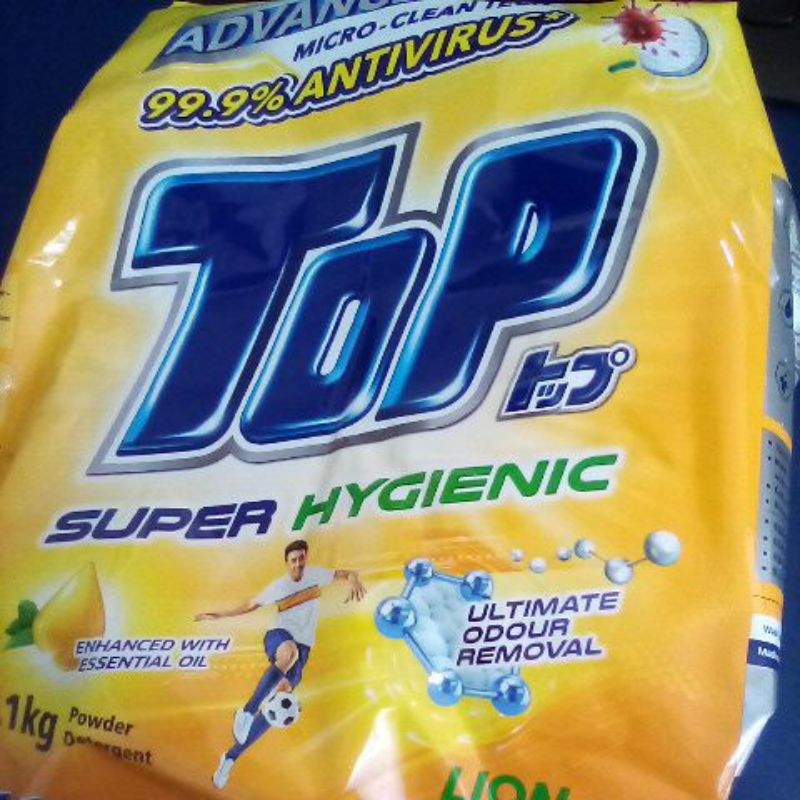 MICRO-CLEAN
99.9% ANTIVIRUS*
TOP
トップ
SUPER HYGIENIC
ENHANCED WITH
ESSENTIAL OIL
ULTIMATE
ODOUR
REMOVAL
1kg
Powder
Detergent
LION